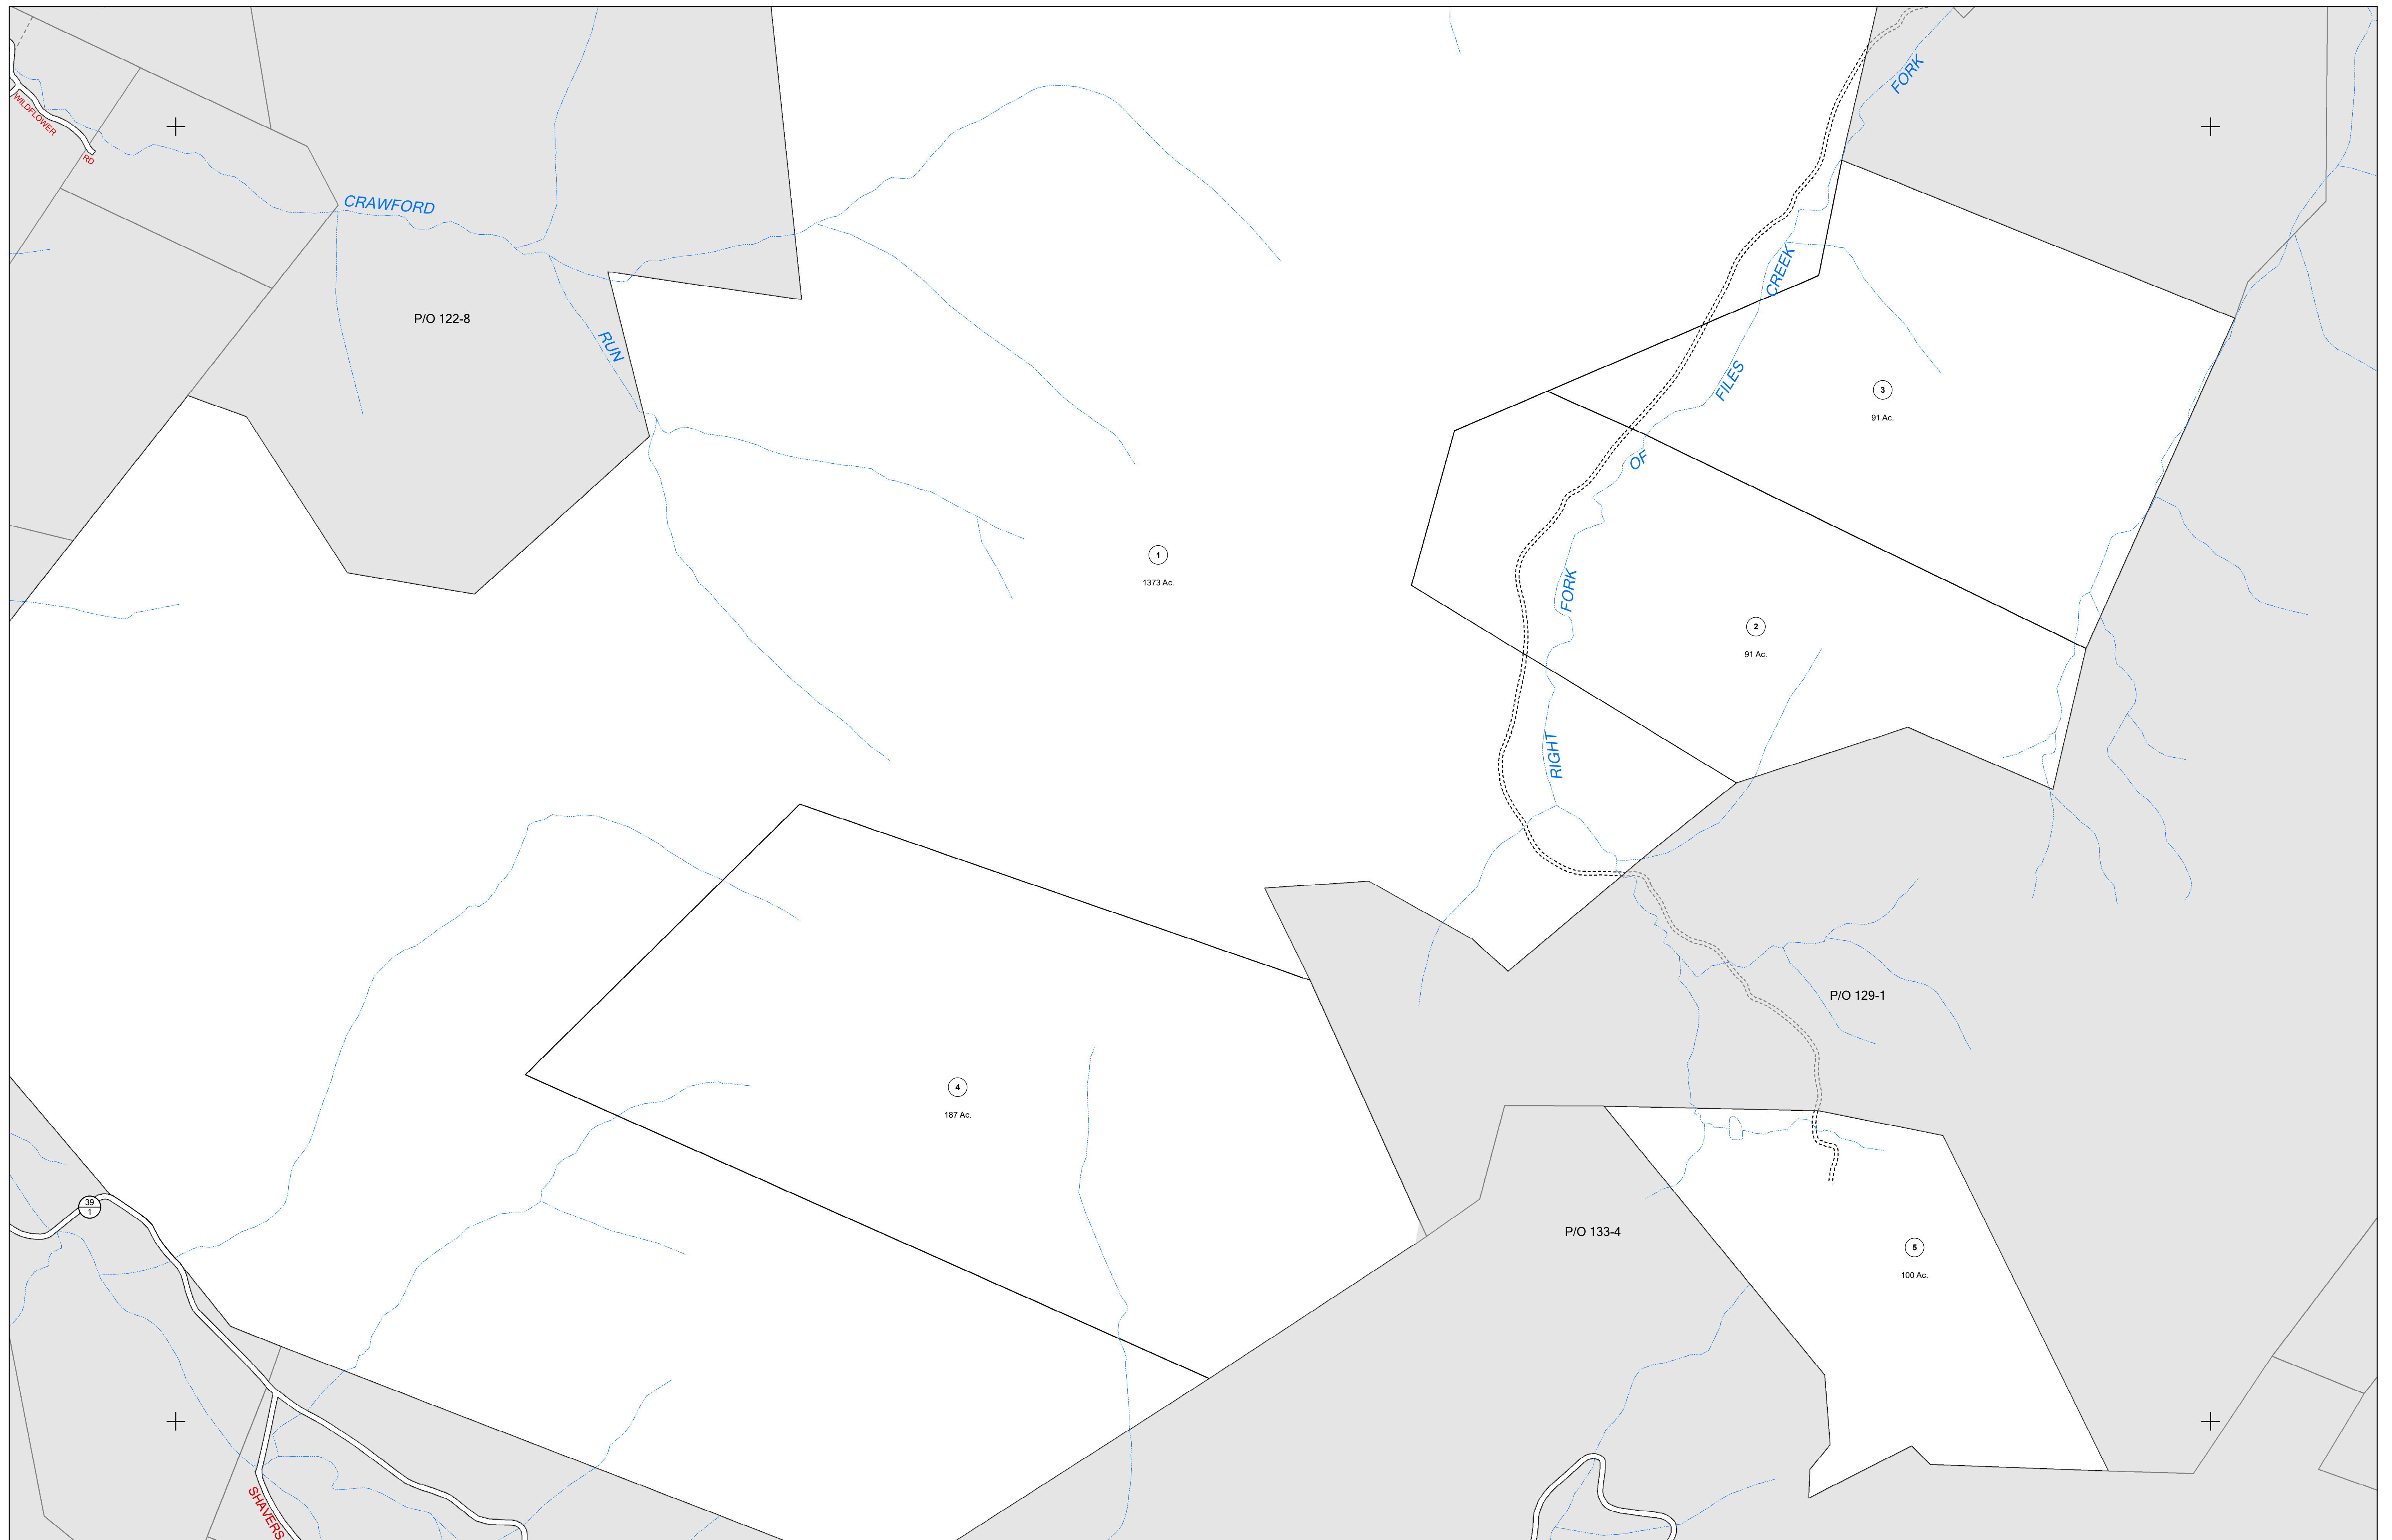 FORK
WILDFLOWER
RD
CRAWFORD
CREEK
P/O 122-8
RUN
FILES
3
91 Ac.
OF
1
1373 Ac.
FORK
2
91 Ac.
RIGHT
P/O 129-1
4
187 Ac.
39
1
P/O 133-4
5
100 Ac.
SHAVERS